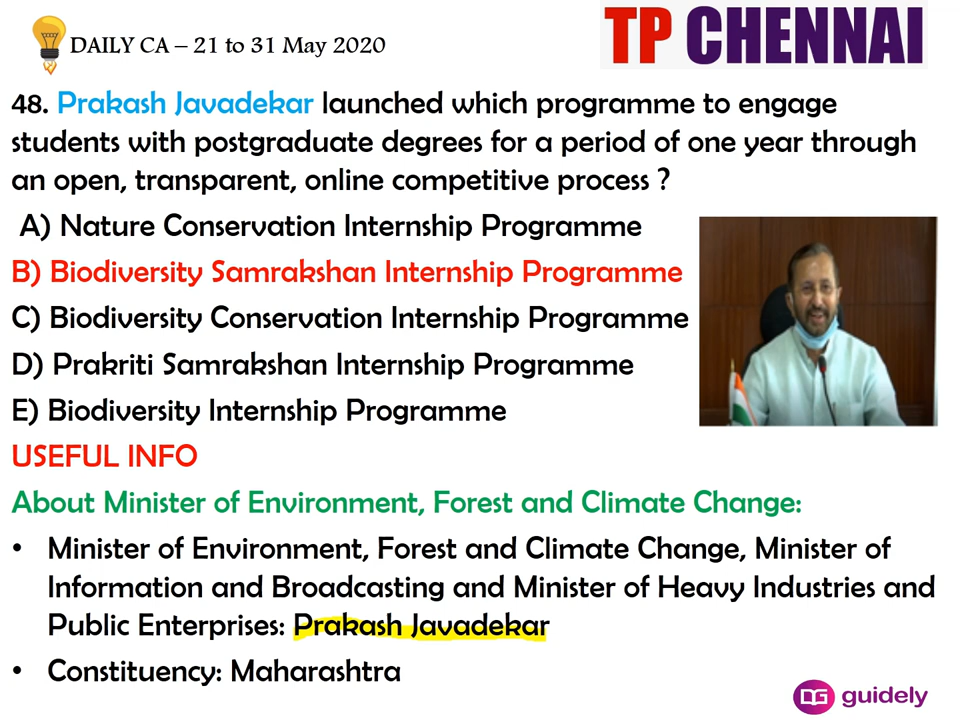 DAILY CA – 21 to 31 May 2020
TP CHENNAI
48. Prakash Javadekar launched which programme to engage
students with postgraduate degrees for a period of one year through
an open, transparent, online competitive process ?
A) Nature Conservation Internship Programme
B) Biodiversity Samrakshan Internship Programme
C) Biodiversity Conservation Internship Programme
D) Prakriti Samrakshan Internship Programme
E) Biodiversity Internship Programme
USEFUL INFO
About Minister of Environment, Forest and Climate Change:
• Minister of Environment, Forest and Climate Change, Minister of
Information and Broadcasting and Minister of Heavy Industries and
Public Enterprises: Prakash Javadekar
• Constituency: Maharashtra
guidely